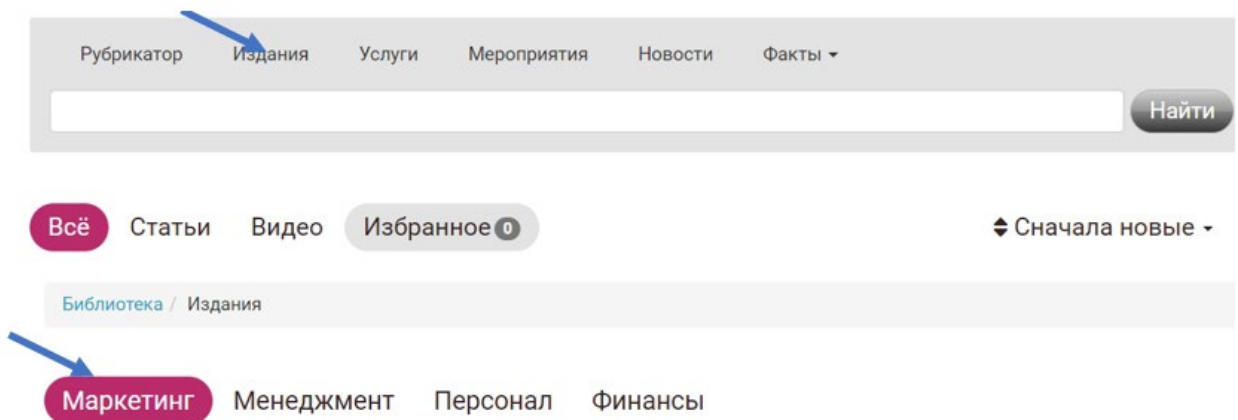 Рубрикатор Издания Услуги Мероприятия Новости Факты
Найти
Всё Статьи Видео Избранное 0 Сначала новые
Библиотека / Издания
Маркетинг Менеджмент Персонал Финансы